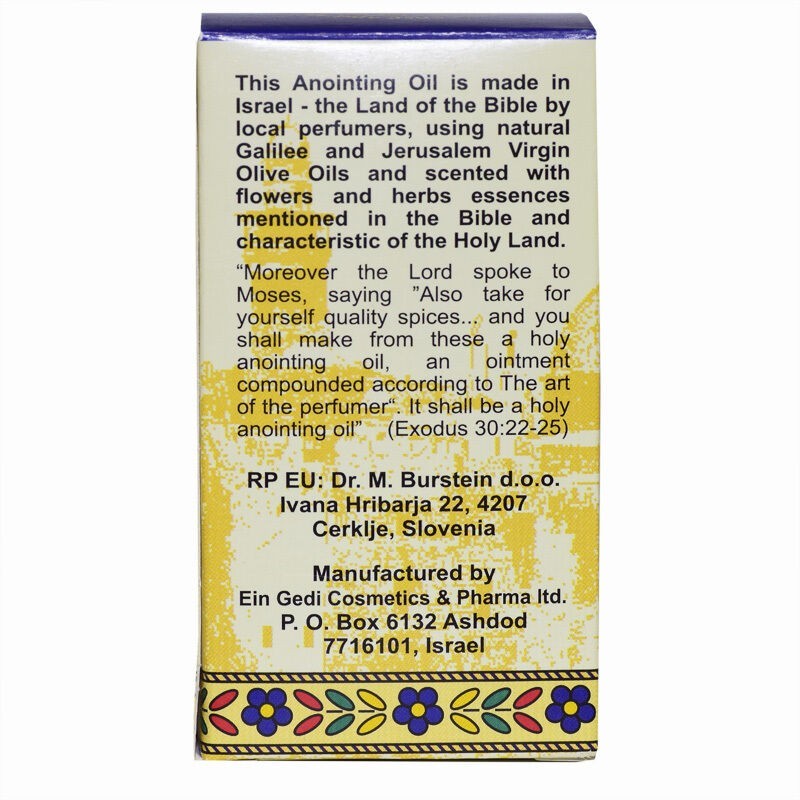 This Anointing Oil is made in
Israel - the Land of the Bible by
local perfumers, using natural
Galilee and Jerusalem Virgin
Olive Oils and scented with
flowers and herbs essences
mentioned in the Bible and
characteristic of the Holy Land.
“Moreover the Lord spoke to
Moses, saying ”Also take for
yourself quality spices... and you
shall make from these a holy
anointing oil, an ointment
compounded according to The art
of the perfumer“. It shall be a holy
anointing oil” (Exodus 30:22-25)
RP EU: Dr. M. Burstein d.o.o.
Ivana Hribarja 22, 4207
Cerklje, Slovenia
Manufactured by
Ein Gedi Cosmetics & Pharma ltd.
P. O. Box 6132 Ashdod
7716101, Israel